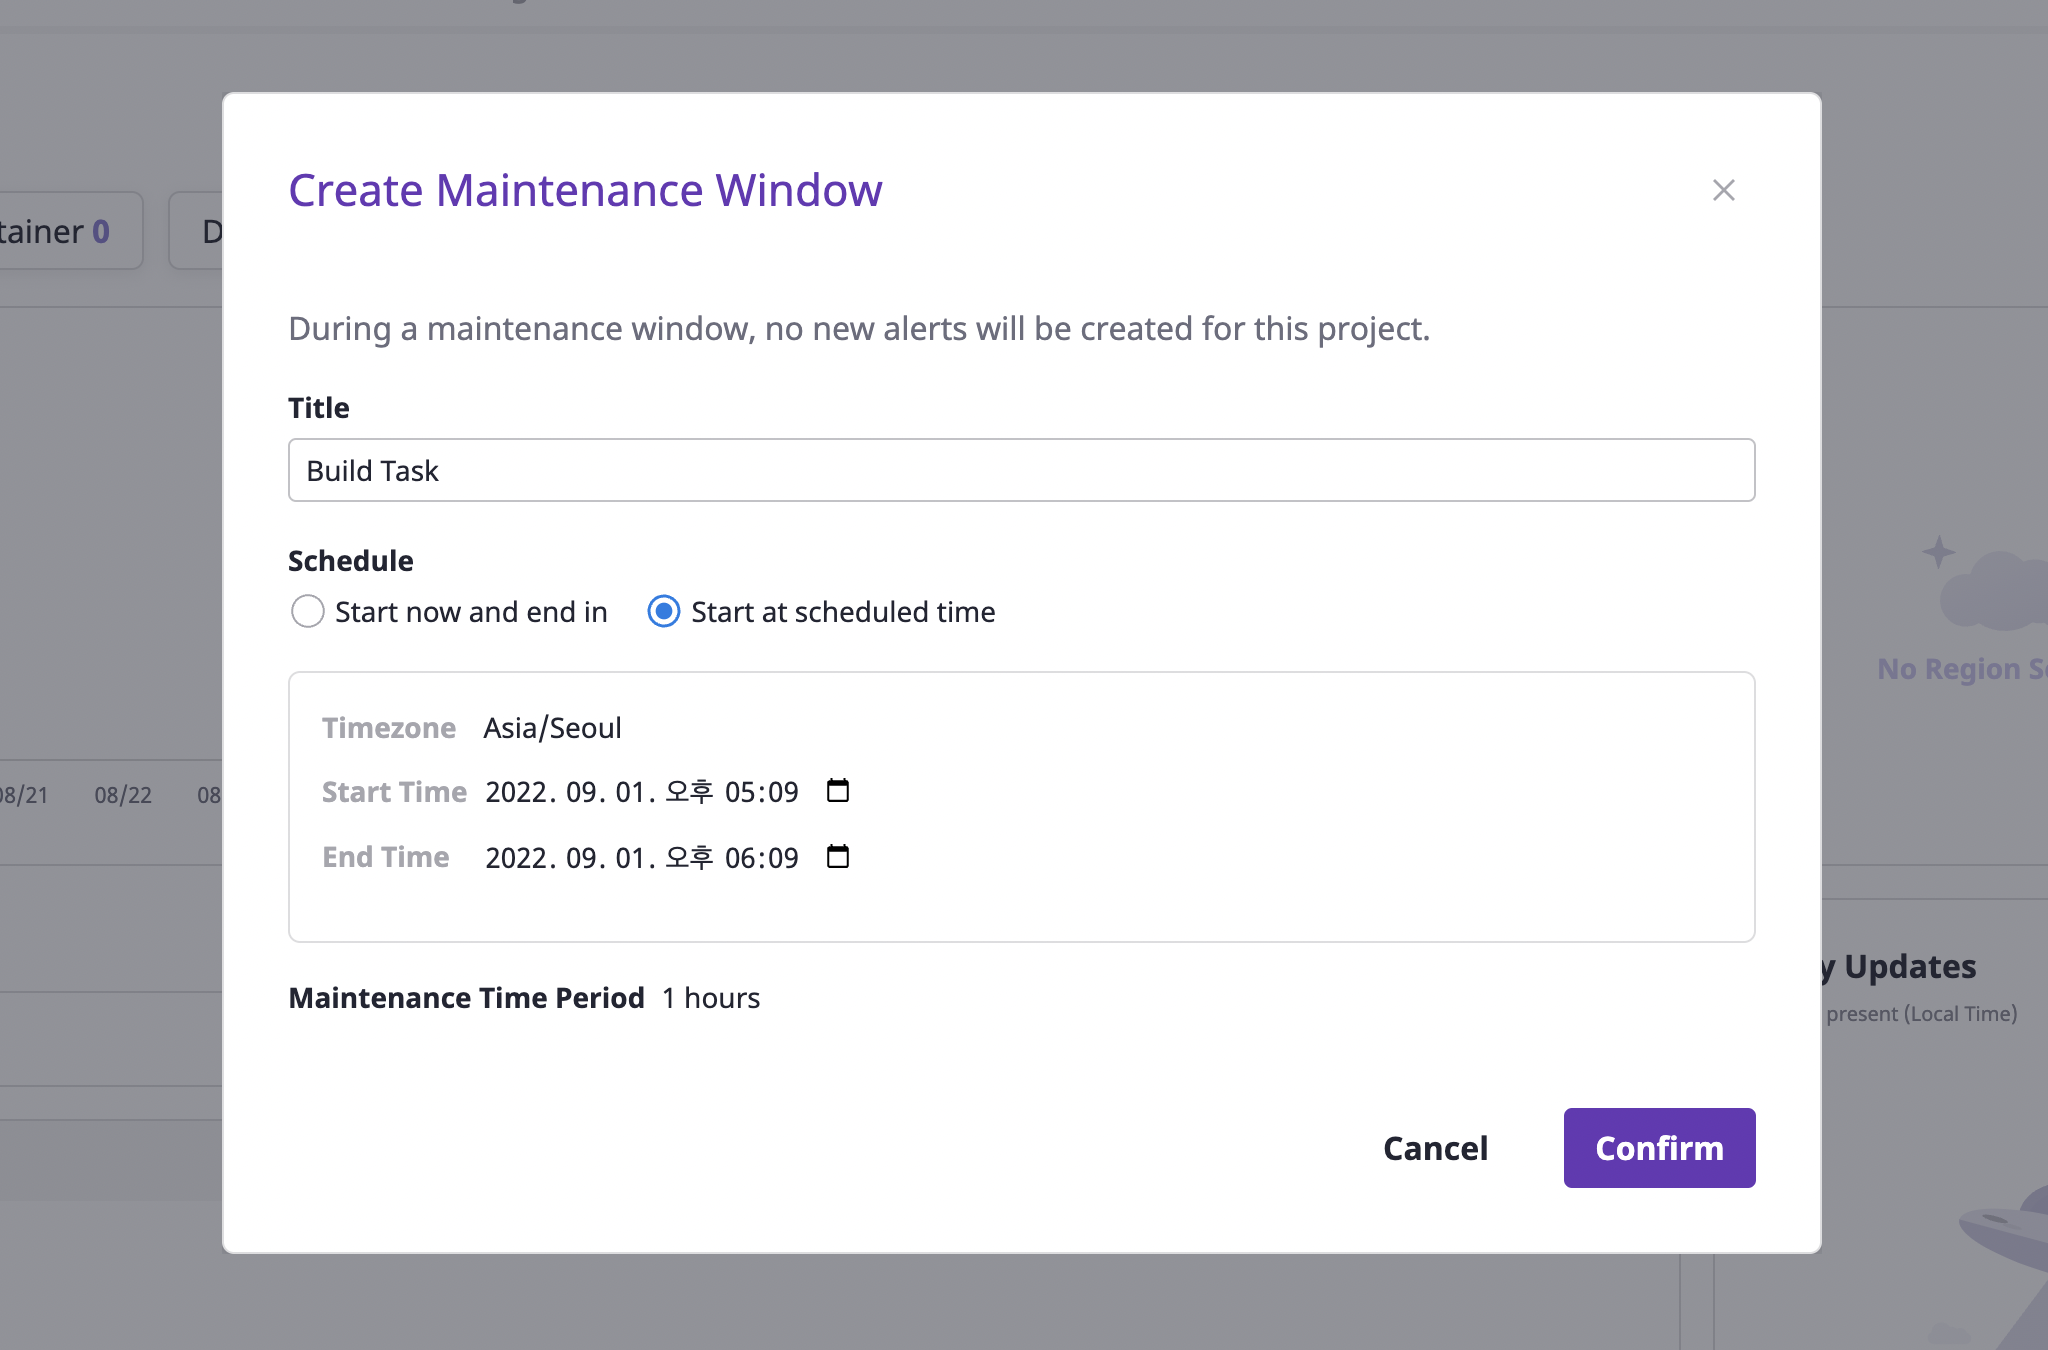 tainer 0
Create Maintenance Window
During a maintenance window, no new alerts will be created for this project.
Title
Build Task
Schedule
Start now and end in
Start at scheduled time
Timezone Asia/Seoul
Start Time 2022. 09. 01. 오후 05:09
End Time 2022. 09. 01. 오후 06:09
Maintenance Time Period 1 hours
Cancel
Confirm
08/21 08/22 08
No Region S
y Updates
present (Local Time)